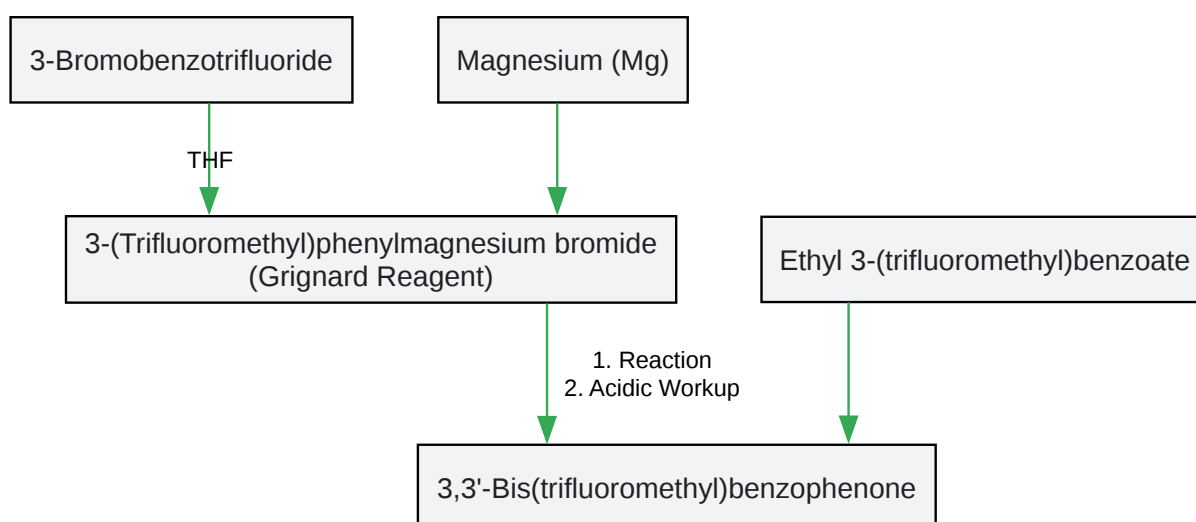 3-Bromobenzotrifluoride
Magnesium (Mg)
THF
3-(Trifluoromethyl)phenylmagnesium bromide
(Grignard Reagent)
Ethyl 3-(trifluoromethyl)benzoate
1. Reaction
2. Acidic Workup
3,3'-Bis(trifluoromethyl)benzophenone